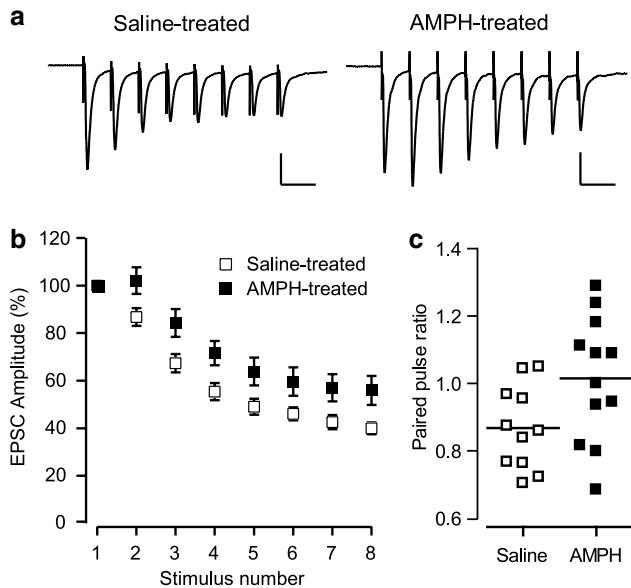 a
Saline-treated
AMPH-treated
b
EPSC Amplitude (%)
120
100
80
60
40
20
0
Saline-treated
AMPH-treated
1 2 3 4 5 6 7 8
Stimulus number
c
Paired pulse ratio
1.4
1.2
1.0
0.8
0.6
Saline AMPH